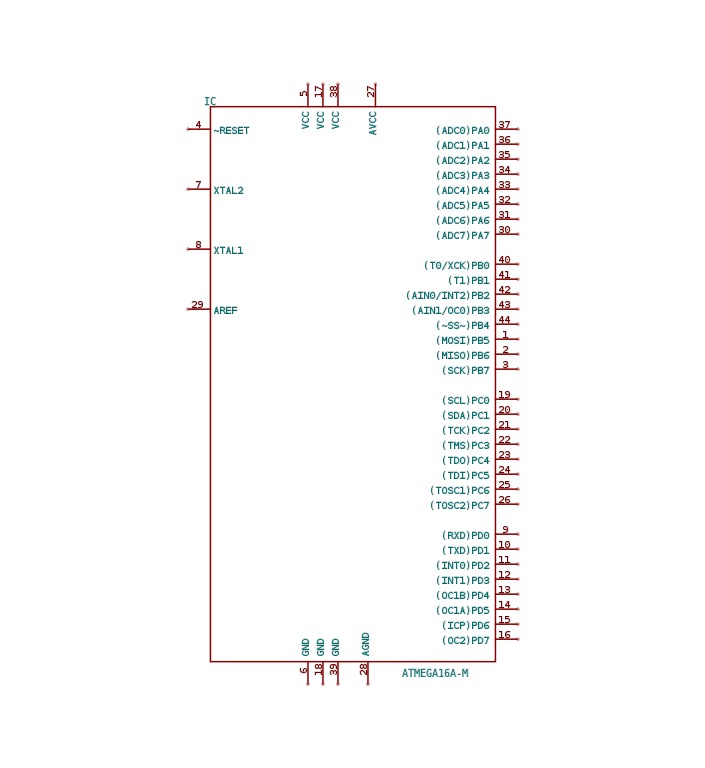 5 17 38 27
IC
VCC VCC VCC AVCC
4 ~RESET (ADC0)PA0 37
(ADC1)PA1 36
(ADC2)PA2 35
(ADC3)PA3 34
7 XTAL2 (ADC4)PA4 33
(ADC5)PA5 32
(ADC6)PA6 31
(ADC7)PA7 30
8 XTAL1
(T0/XCK)PB0 40
(T1)PB1 41
(AIN0/INT2)PB2 42
29 AREF (AIN1/OC0)PB3 43
(~SS~)PB4 44
(MOSI)PB5 1
(MISO)PB6 2
(SCK)PB7 3
(SCL)PC0 19
(SDA)PC1 20
(TCK)PC2 21
(TMS)PC3 22
(TDO)PC4 23
(TDI)PC5 24
(TOSC1)PC6 25
(TOSC2)PC7 26
(RXD)PD0 9
(TXD)PD1 10
(INT0)PD2 11
(INT1)PD3 12
(OC1B)PD4 13
(OC1A)PD5 14
(ICP)PD6 15
(OC2)PD7 16
GND GND GND AGND
6 18 39 28
ATMEGA16A-M